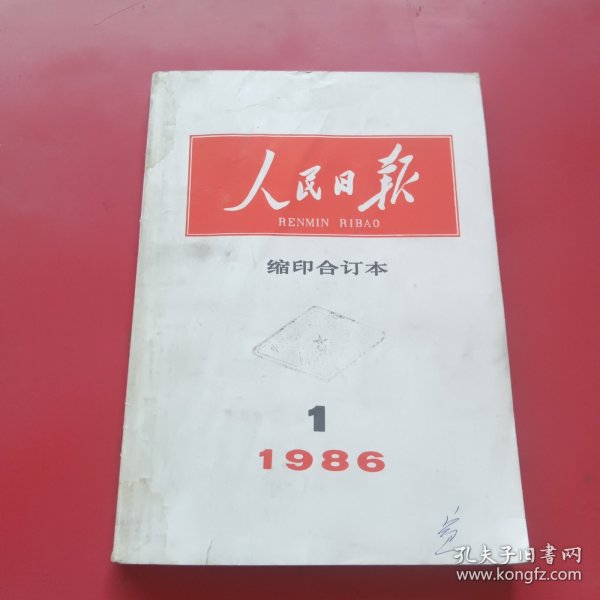 人民日报
RENMIN RIBAO
缩印合订本
1
1986
孔夫子旧书网
www.kongfz.com